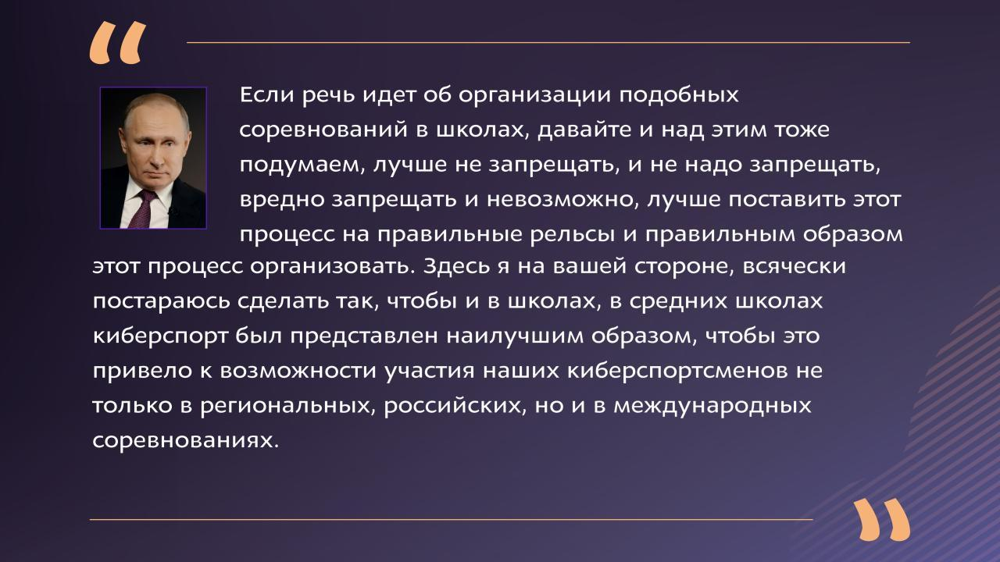 Если речь идет об организации подобных
соревнований в школах, давайте и над этим тоже
подумаем, лучше не запрещать, и не надо запрещать,
вредно запрещать и невозможно, лучше поставить этот
процесс на правильные рельсы и правильным образом
этот процесс организовать. Здесь я на вашей стороне, всячески
постараюсь сделать так, чтобы и в школах, в средних школах
киберспорт был представлен наилучшим образом, чтобы это
привело к возможности участия наших киберспортсменов не
только в региональных, российских, но и в международных
соревнованиях.